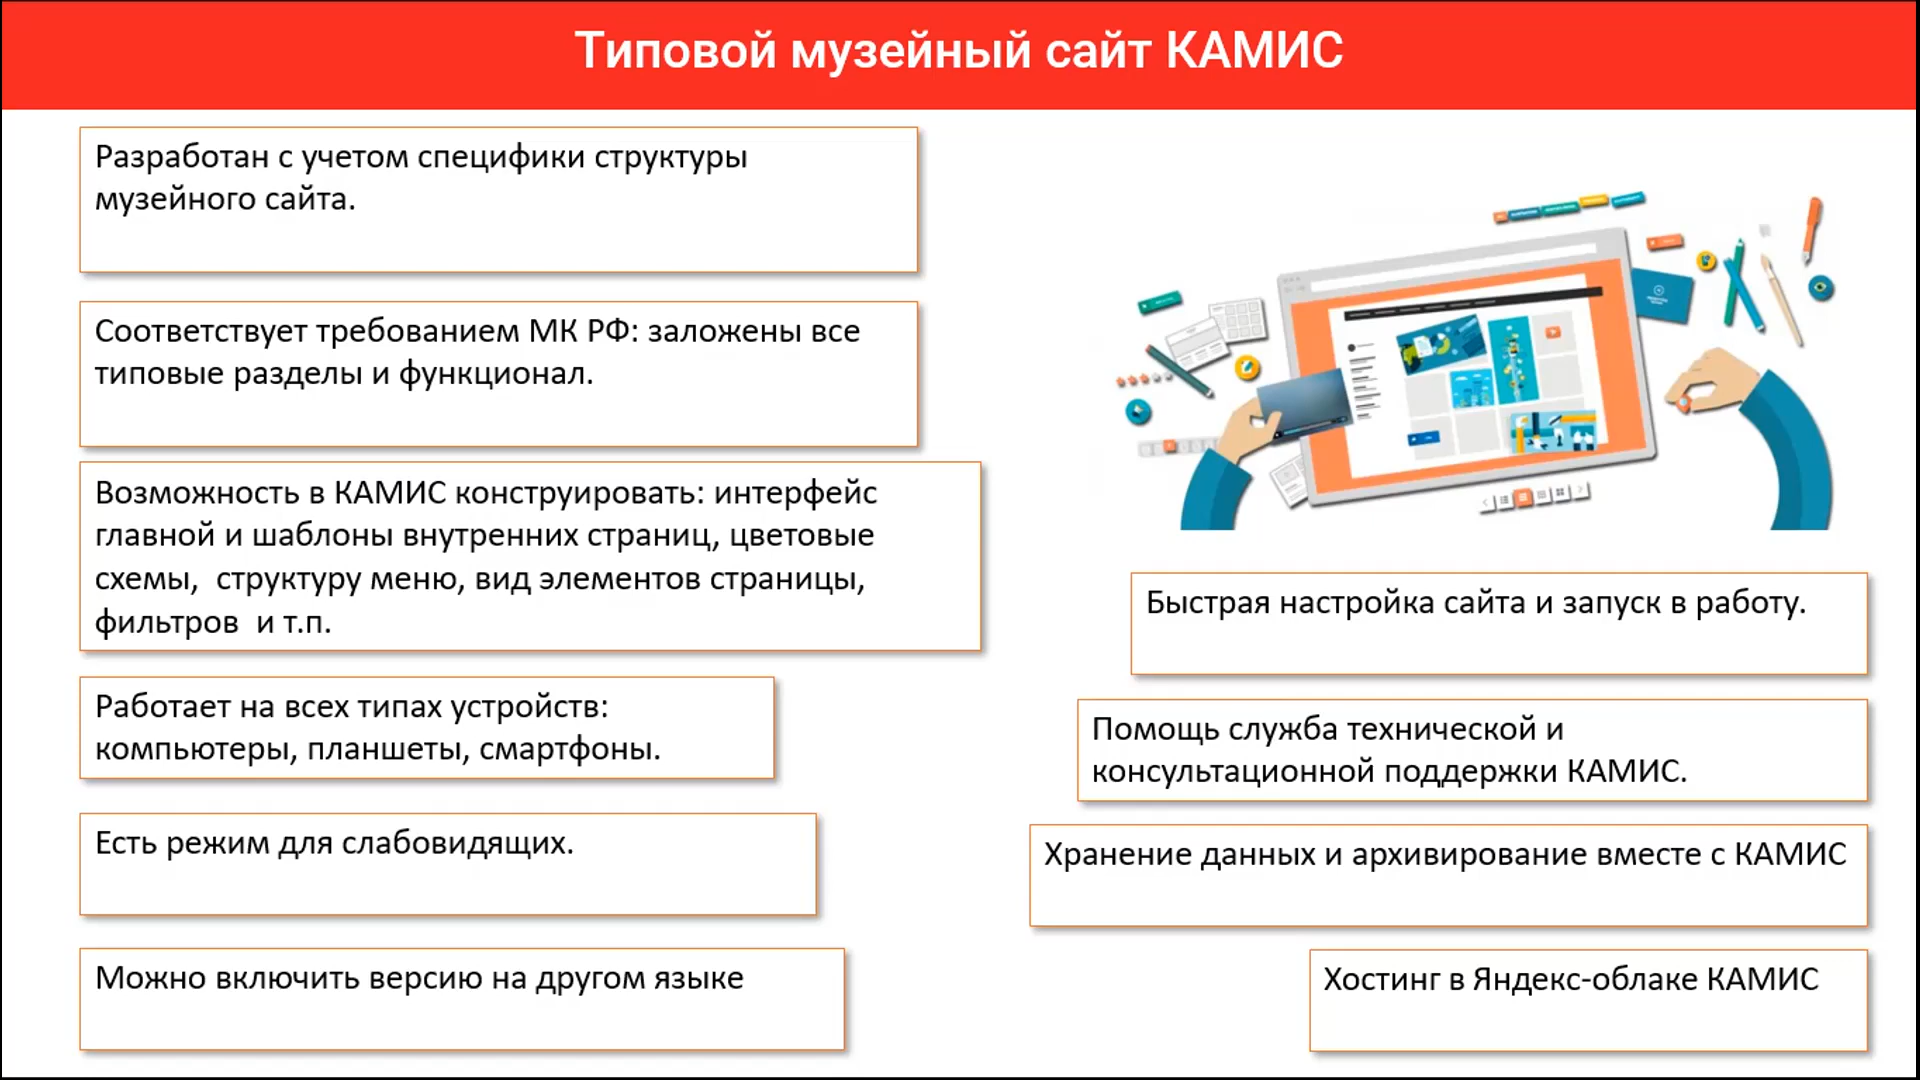 Типовой музейный сайт КАМИС
Разработан с учетом специфики структуры
музейного сайта.
Соответствует требованием МК РФ: заложены все
типовые разделы и функционал.
Возможность в КАМИС конструировать: интерфейс
главной и шаблоны внутренних страниц, цветовые
схемы,  структуру меню, вид элементов страницы,
фильтров  и т.п.
Работает на всех типах устройств:
компьютеры, планшеты, смартфоны.
Есть режим для слабовидящих.
Можно включить версию на другом языке
Быстрая настройка сайта и запуск в работу.
Помощь служба технической и
консультационной поддержки КАМИС.
Хранение данных и архивирование вместе с КАМИС
Хостинг в Яндекс-облаке КАМИС